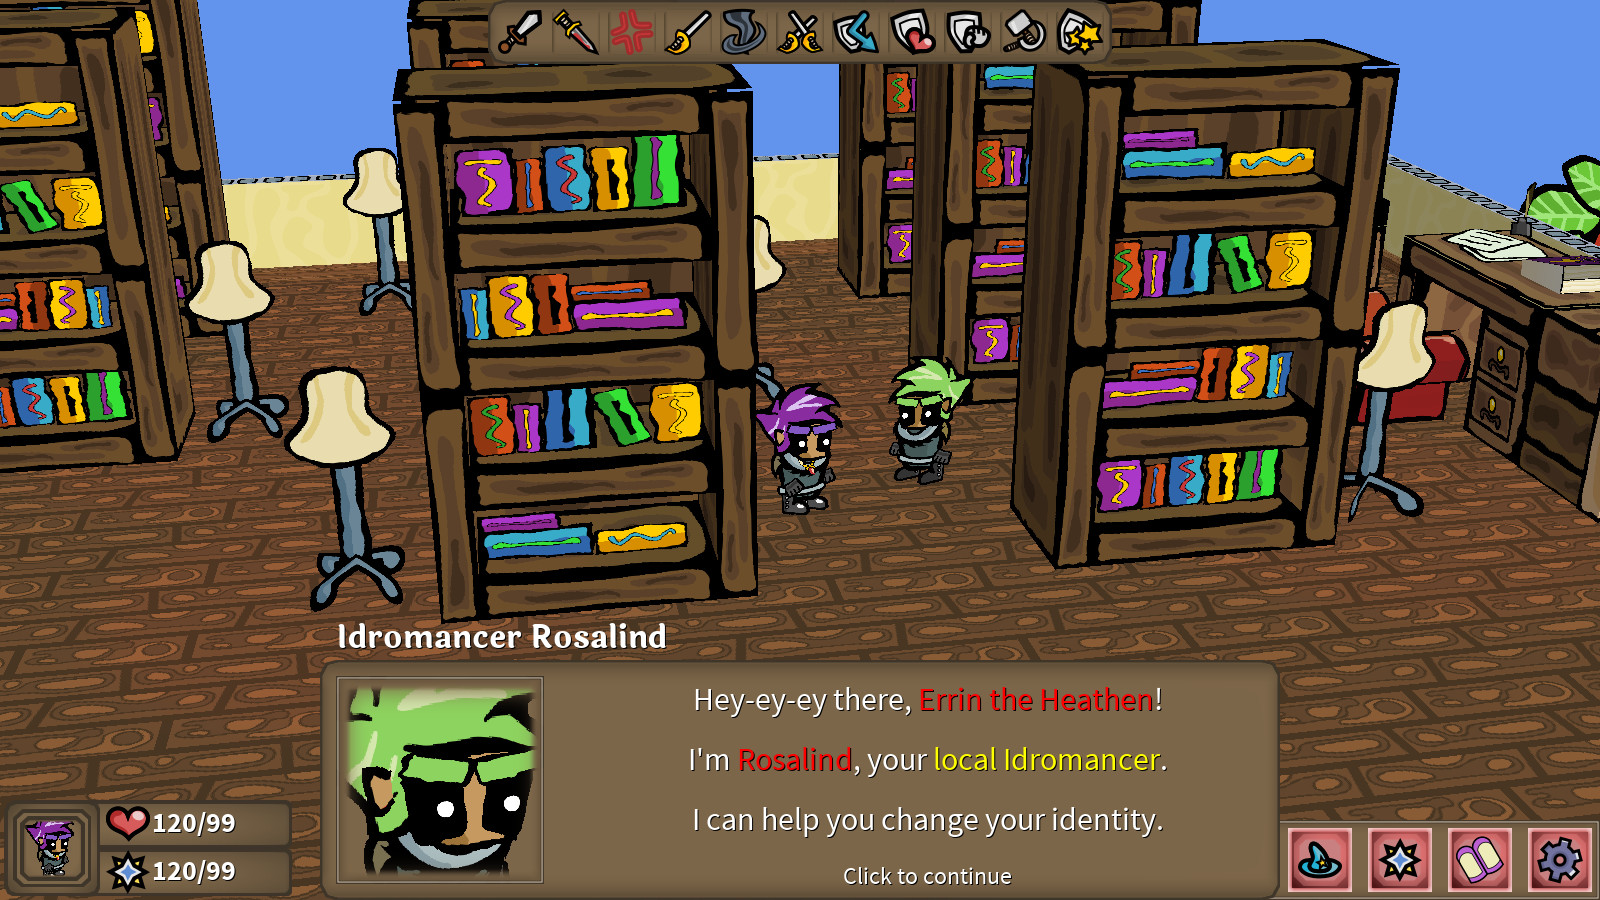 Idromancer Rosalind
Hey-ey-ey there, Errin the Heathen!
I'm Rosalind, your local Idromancer.
I can help you change your identity.
Click to continue
120/99
120/99